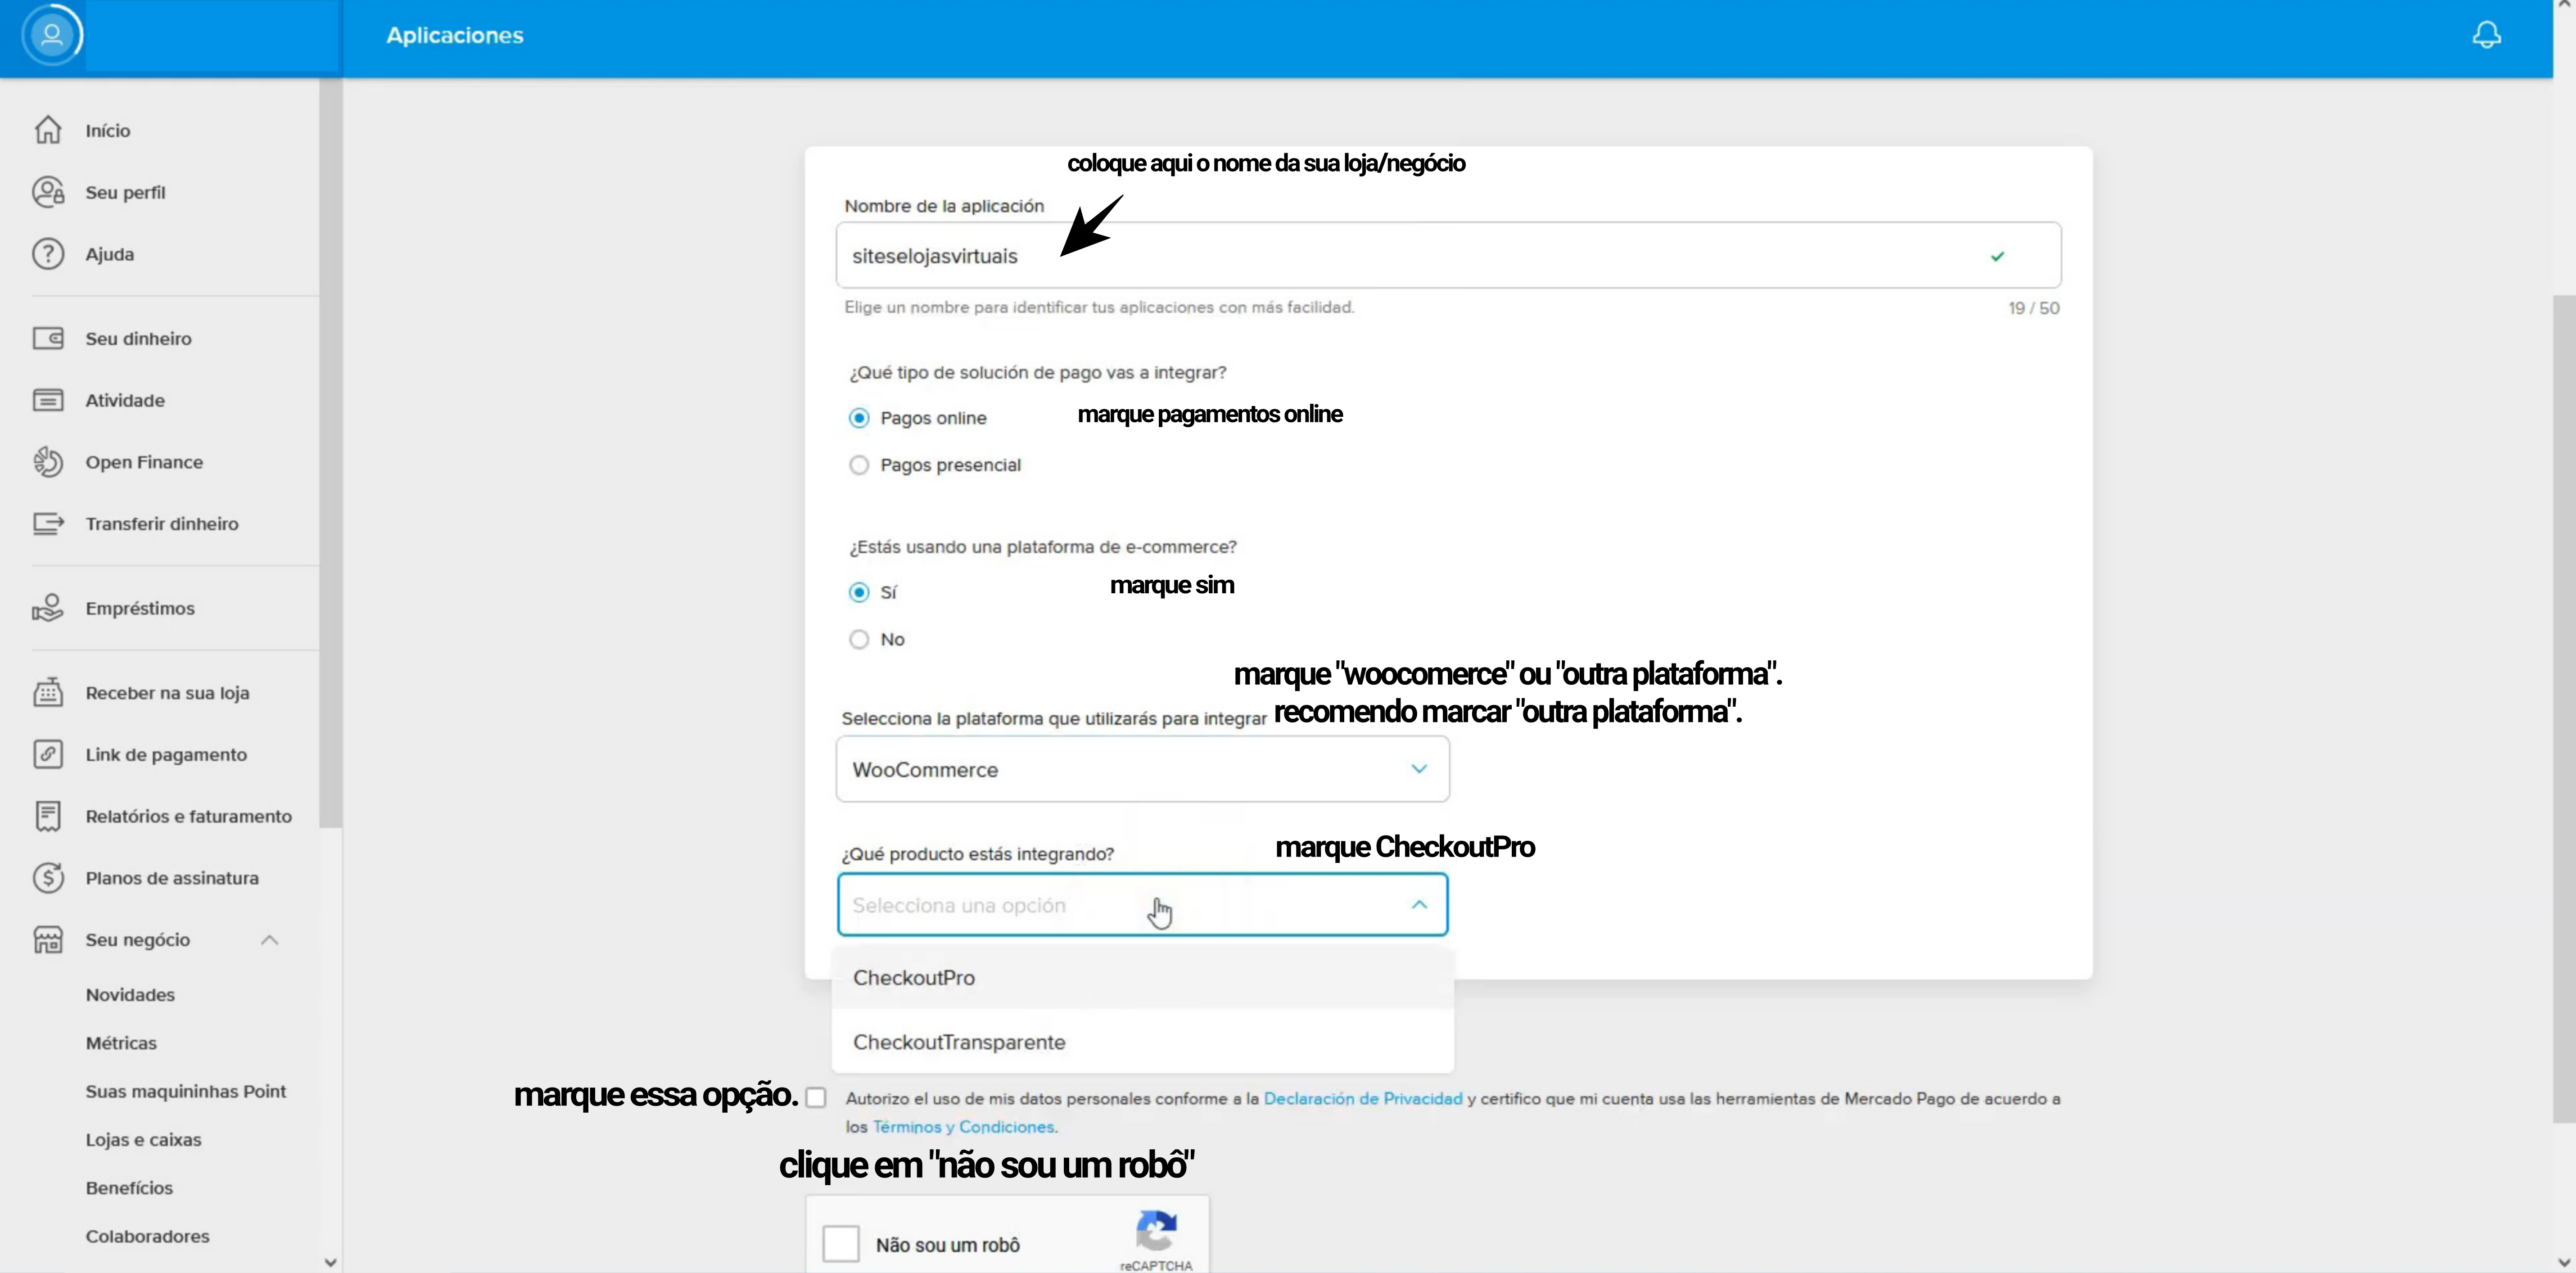 Aplicaciones
Início
Seu perfil
Ajuda
Seu dinheiro
Atividade
Open Finance
Transferir dinheiro
Empréstimos
Receber na sua loja
Link de pagamento
Relatórios e faturamento
Planos de assinatura
Seu negócio
Novidades
Métricas
Suas maquininhas Point
Lojas e caixas
Benefícios
Colaboradores
coloque aqui o nome da sua loja/negócio
Nombre de la aplicación
siteselojasvirtuais
Elige un nombre para identificar tus aplicaciones con más facilidad.
19 / 50
¿Qué tipo de solución de pago vas a integrar?
Pagos online
marque pagamentos online
Pagos presencial
¿Estás usando una plataforma de e-commerce?
Sí
marque sim
No
marque "woocomerce" ou "outra plataforma".
Selecciona la plataforma que utilizarás para integrar
recomendo marcar "outra plataforma".
WooCommerce
¿Qué producto estás integrando?
marque CheckoutPro
Selecciona una opción
CheckoutPro
CheckoutTransparente
marque essa opção.
Autorizo el uso de mis datos personales conforme a la Declaración de Privacidad y certifico que mi cuenta usa las herramientas de Mercado Pago de acuerdo a
los Términos y Condiciones.
clique em "não sou um robô"
Não sou um robô
reCAPTCHA